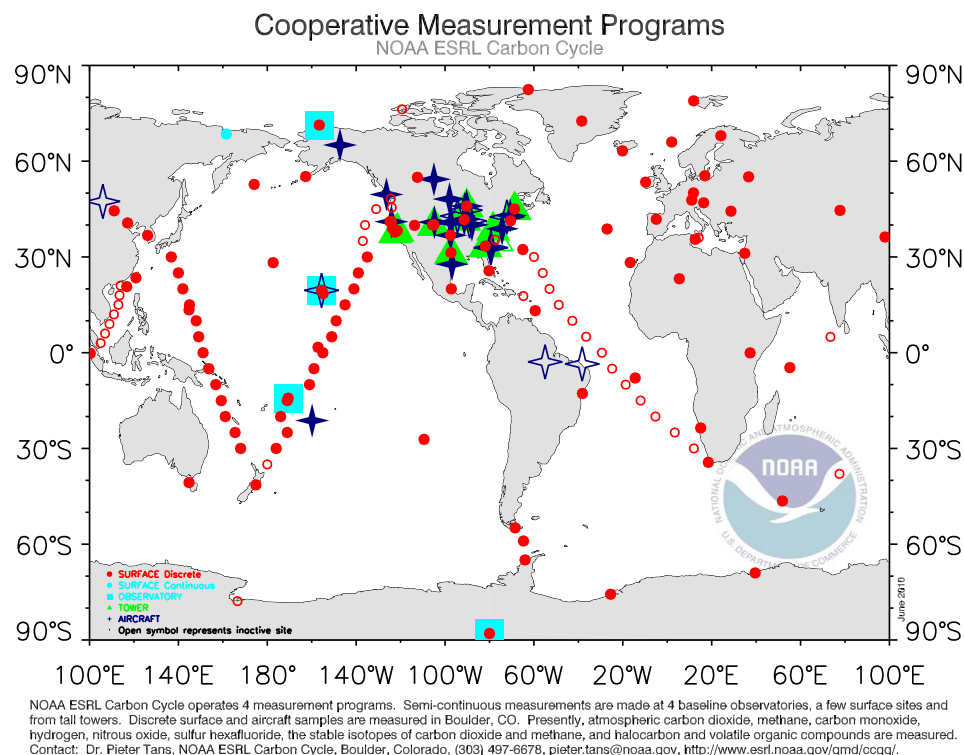 Cooperative Measurement Programs
NOAA ESRL Carbon Cycle
90°N 90°N
60°N 60°N
30°N 30°N
0° 0°
30°S 30°S
60°S 60°S
90°S 90°S
NATIONAL OCEANIC AND ATMOSPHERIC ADMINISTRATION
NOAA
U.S. DEPARTMENT OF COMMERCE
SURFACE Discrete
SURFACE Continuous
OBSERVATORY
TOWER
AIRCRAFT
Open symbol represents inactive site
June 2010
100°E 140°E 180° 140°W 100°W 60°W 20°W 20°E 60°E 100°E
NOAA ESRL Carbon Cycle operates 4 measurement programs. Semi-continuous measurements are made at 4 baseline observatories, a few surface sites and
from tall towers. Discrete surface and aircraft samples are measured in Boulder, CO. Presently, atmospheric carbon dioxide, methane, carbon monoxide,
hydrogen, nitrous oxide, sulfur hexafluoride, the stable isotopes of carbon dioxide and methane, and halocarbon and volatile organic compounds are measured.
Contact: Dr. Pieter Tans, NOAA ESRL Carbon Cycle, Boulder, Colorado, (303) 497-6678, pieter.tans@noaa.gov, http://www.esrl.noaa.gov/gmd/ccgg/.